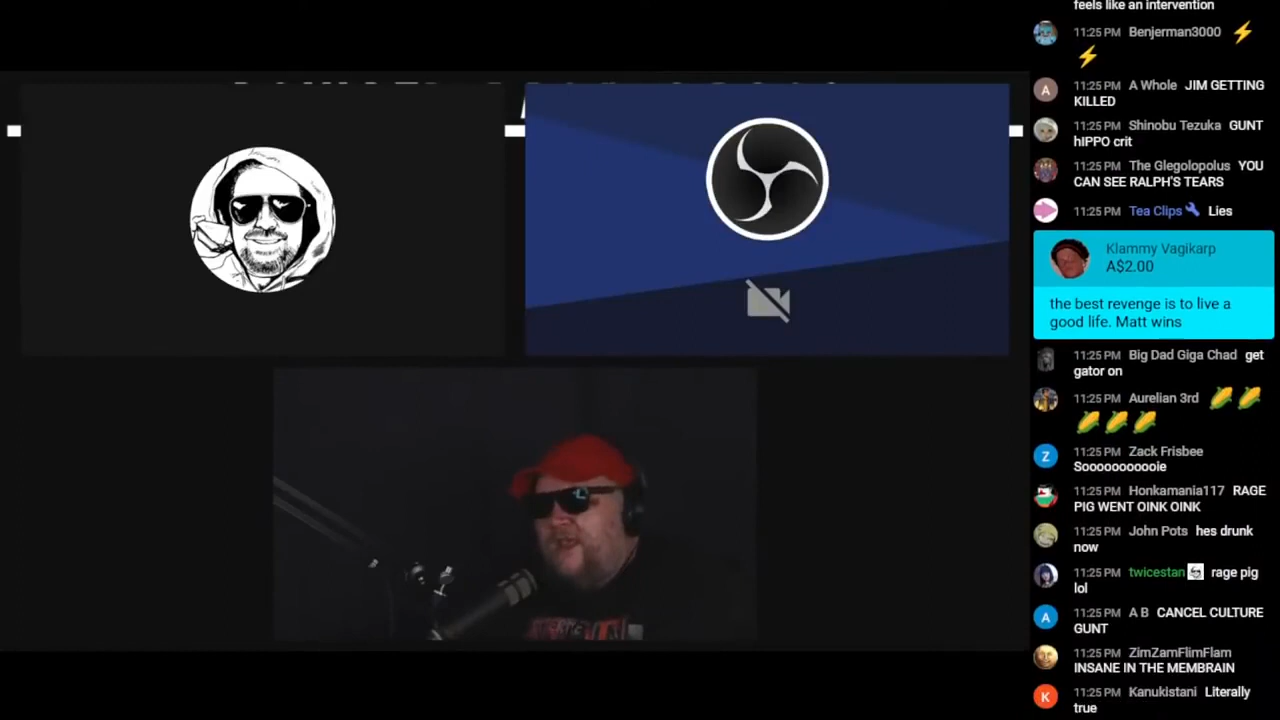 feels like an intervention
11:25 PM Benjerman3000 ⚡
⚡
11:25 PM A Whole JIM GETTING
KILLED
11:25 PM Shinobu Tezuka GUNT
hIPPO crit
11:25 PM The Glegolopolus YOU
CAN SEE RALPH'S TEARS
11:25 PM Tea Clips Lies
Klammy Vagikarp
A$2.00
the best revenge is to live a
good life. Matt wins
11:25 PM Big Dad Giga Chad get
gator on
11:25 PM Aurelian 3rd 🌽🌽
🌽🌽🌽
11:25 PM Zack Frisbee
Sooooooooooie
11:25 PM Honkamania117 RAGE
PIG WENT OINK OINK
11:25 PM John Pots hes drunk
now
11:25 PM twicestan rage pig
lol
11:25 PM A B CANCEL CULTURE
GUNT
11:25 PM ZimZamFlimFlam
INSANE IN THE MEMBRAIN
11:25 PM Kanukistani Literally
true